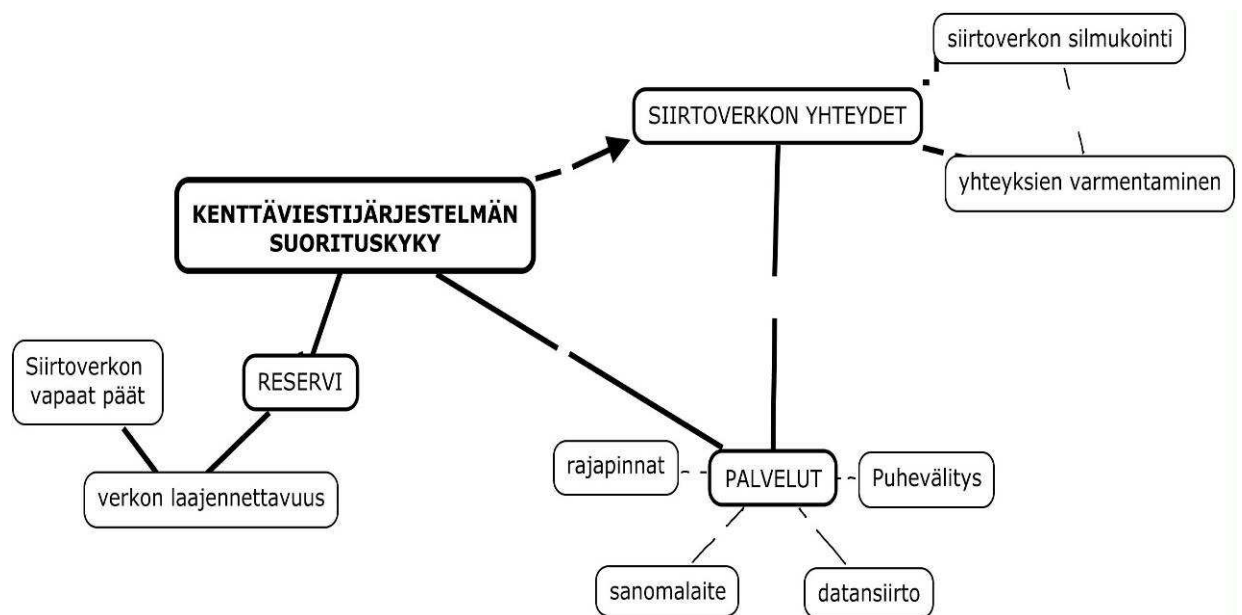 siirtoverkon silmukointi
SIIRTOVERKON YHTEYDET
yhteyksien varmentaminen
KENTTÄVIESTIJÄRJESTELMÄN
SUORITUSKYKY
Siirtoverkon
vapaat päät
RESERVI
verkon laajennettavuus
rajapinnat
PALVELUT
Puhevälitys
sanomalaite
datansiirto